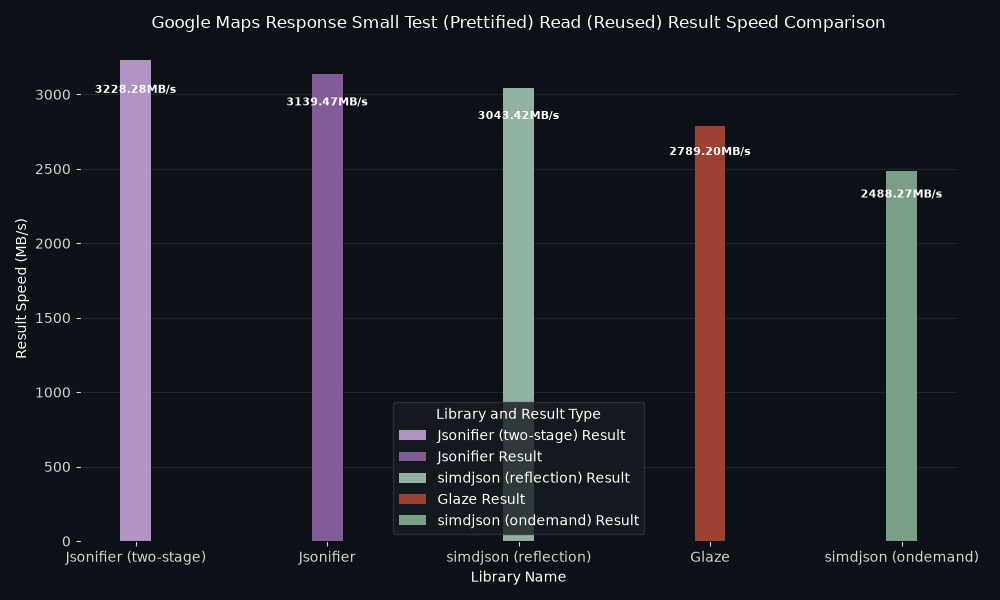 Google Maps Response Small Test (Prettified) Read (Reused) Result Speed Comparison
Result Speed (MB/s)
3000
2500
2000
1500
1000
500
0
3228.28MB/s
3139.47MB/s
3043.42MB/s
2789.20MB/s
2488.27MB/s
Library and Result Type
Jsonifier (two-stage) Result
Jsonifier Result
simdjson (reflection) Result
Glaze Result
simdjson (ondemand) Result
Jsonifier (two-stage)
Jsonifier
simdjson (reflection)
Glaze
simdjson (ondemand)
Library Name